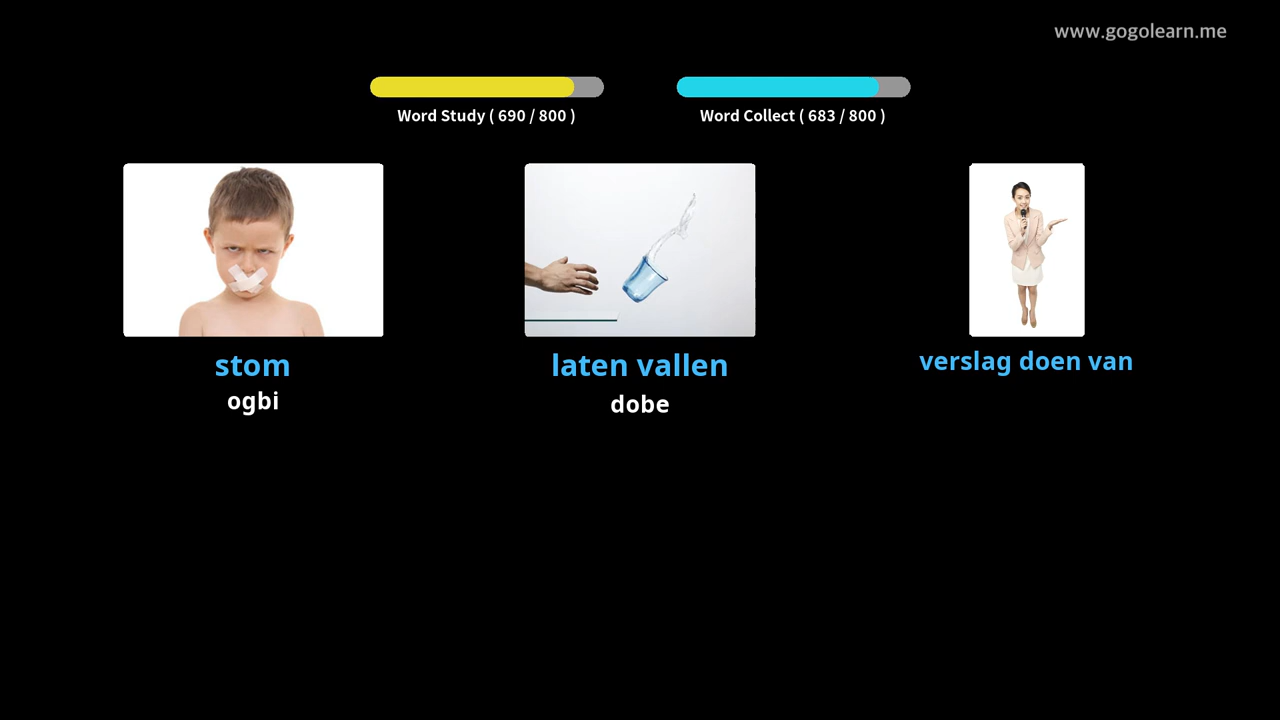 www.gogolearn.me
Word Study ( 690 / 800 )
Word Collect ( 683 / 800 )
stom
laten vallen
verslag doen van
ogbi
dobe